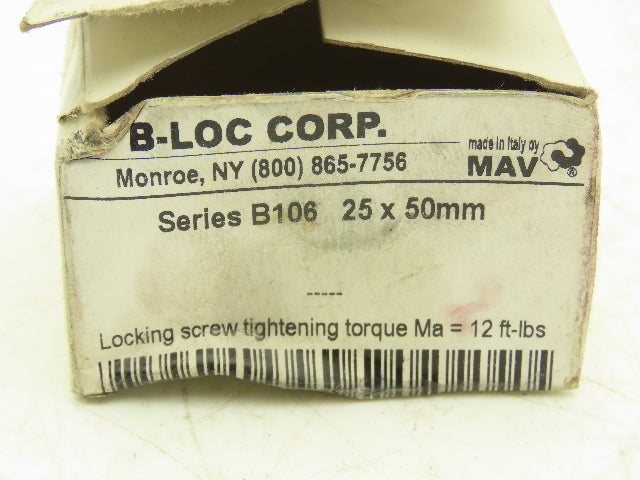 B-LOC CORP.
made in Italy by
MAV ®
Monroe, NY (800) 865-7756
Series B106 25 x 50mm
-----
Locking screw tightening torque Ma = 12 ft-lbs